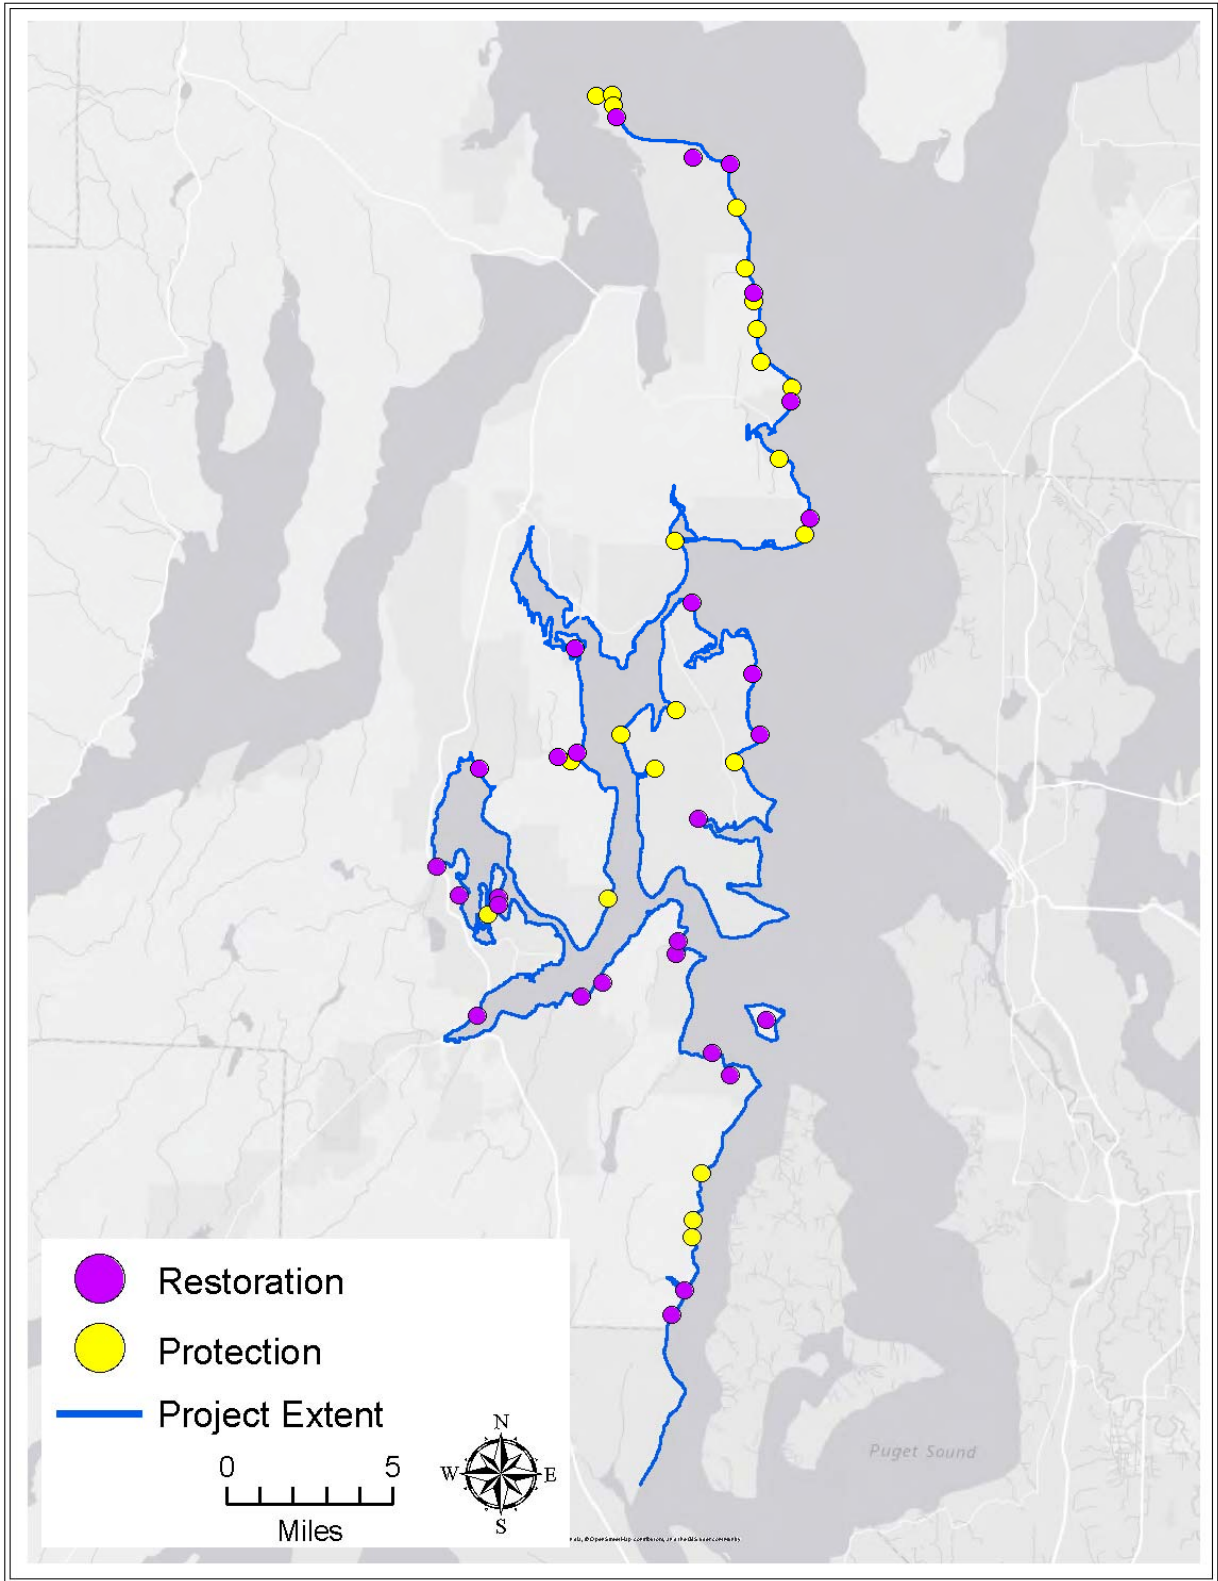 Restoration
Protection
Project Extent
0 5
Miles
N
W E
S
Puget Sound